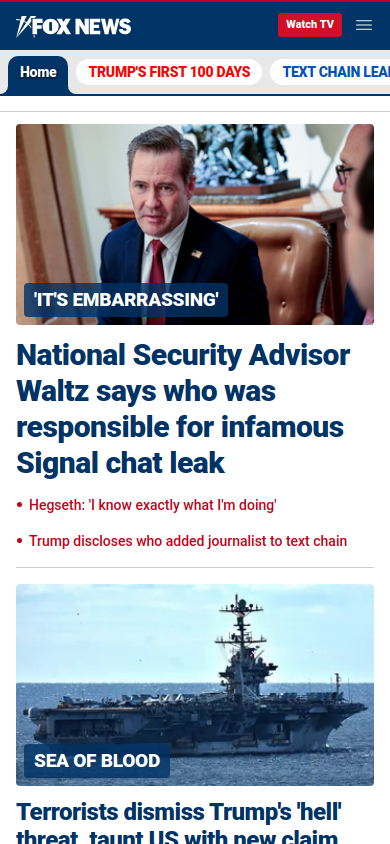 FOX NEWS
Watch TV
Home
TRUMP'S FIRST 100 DAYS
TEXT CHAIN LEA
'IT'S EMBARRASSING'
National Security Advisor
Waltz says who was
responsible for infamous
Signal chat leak
• Hegseth: 'I know exactly what I'm doing'
• Trump discloses who added journalist to text chain
SEA OF BLOOD
Terrorists dismiss Trump's 'hell'
threat, taunt US with new claim